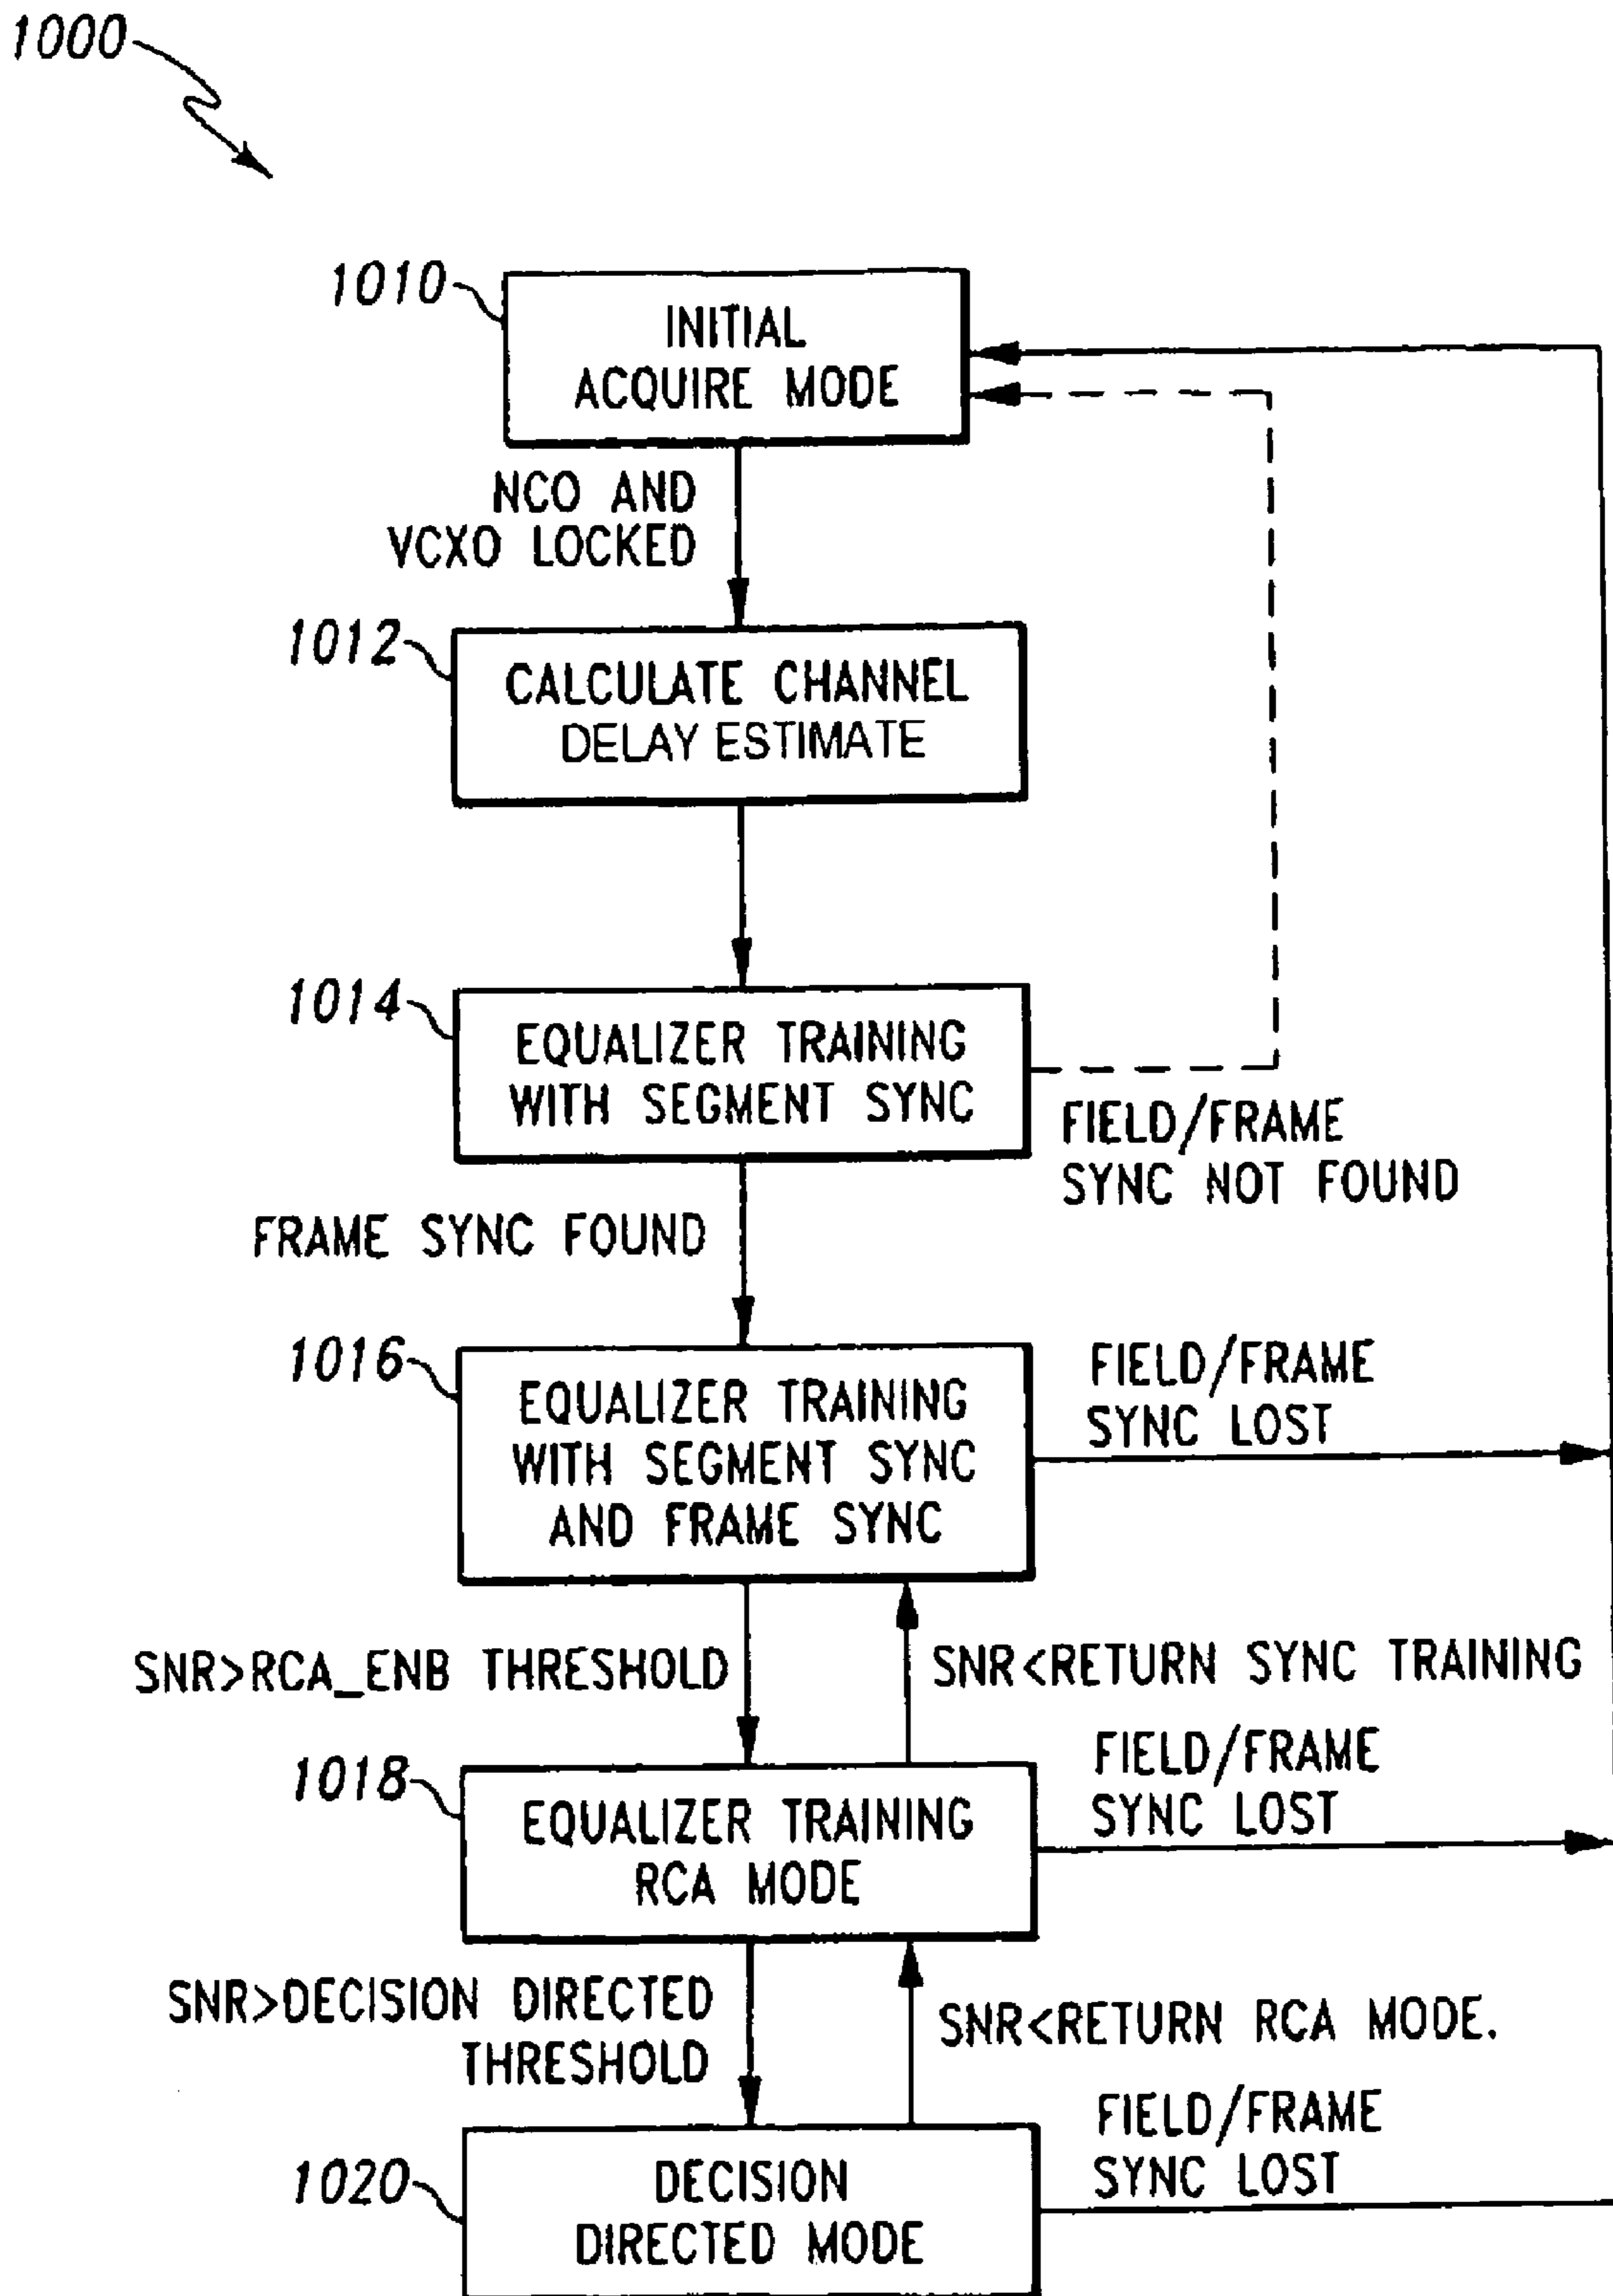 1000
1010
INITIAL
ACQUIRE MODE
NCO AND
VCXO LOCKED
1012
CALCULATE CHANNEL
DELAY ESTIMATE
1014
EQUALIZER TRAINING
WITH SEGMENT SYNC
FIELD/FRAME
SYNC NOT FOUND
FRAME SYNC FOUND
1016
EQUALIZER TRAINING
WITH SEGMENT SYNC
AND FRAME SYNC
FIELD/FRAME
SYNC LOST
SNR>RCA_ENB THRESHOLD
SNR<RETURN SYNC TRAINING
1018
EQUALIZER TRAINING
RCA MODE
FIELD/FRAME
SYNC LOST
SNR>DECISION DIRECTED
THRESHOLD
SNR<RETURN RCA MODE.
1020
DECISION
DIRECTED MODE
FIELD/FRAME
SYNC LOST